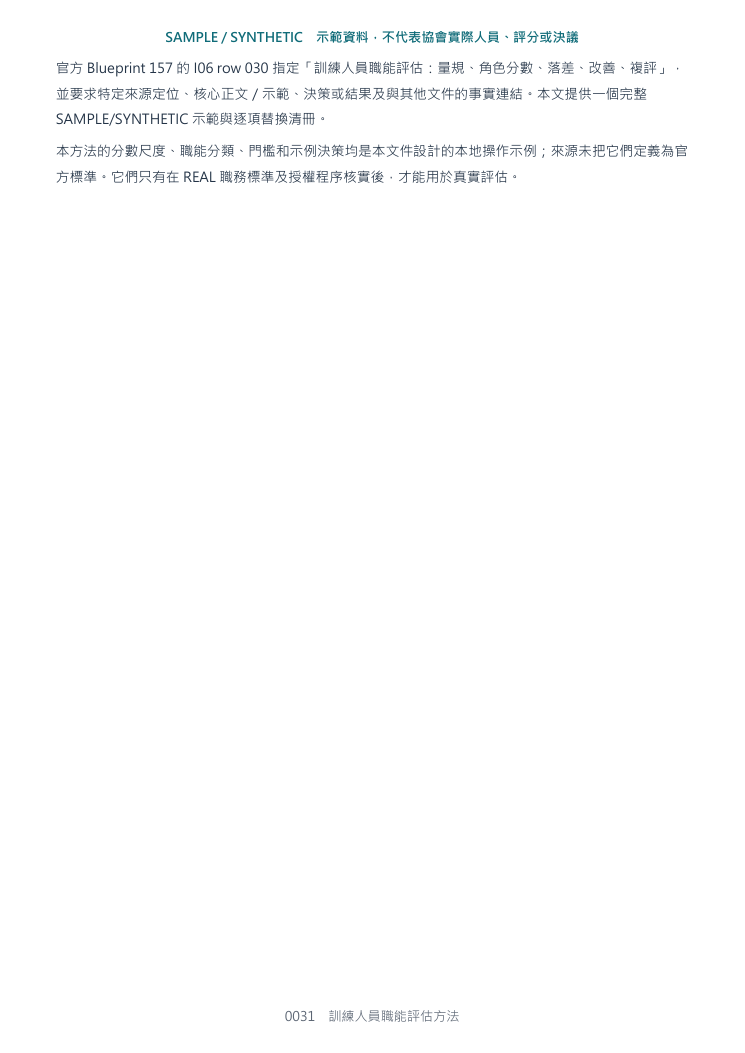 SAMPLE / SYNTHETIC　示範資料，不代表協會實際人員、評分或決議
官方 Blueprint 157 的 I06 row 030 指定「訓練人員職能評估：量規、角色分數、落差、改善、複評」，
並要求特定來源定位、核心正文 / 示範、決策或結果及與其他文件的事實連結。本文提供一個完整
SAMPLE/SYNTHETIC 示範與逐項替換清冊。
本方法的分數尺度、職能分類、門檻和示例決策均是本文件設計的本地操作示例；來源未把它們定義為官
方標準。它們只有在 REAL 職務標準及授權程序核實後，才能用於真實評估。
0031　訓練人員職能評估方法